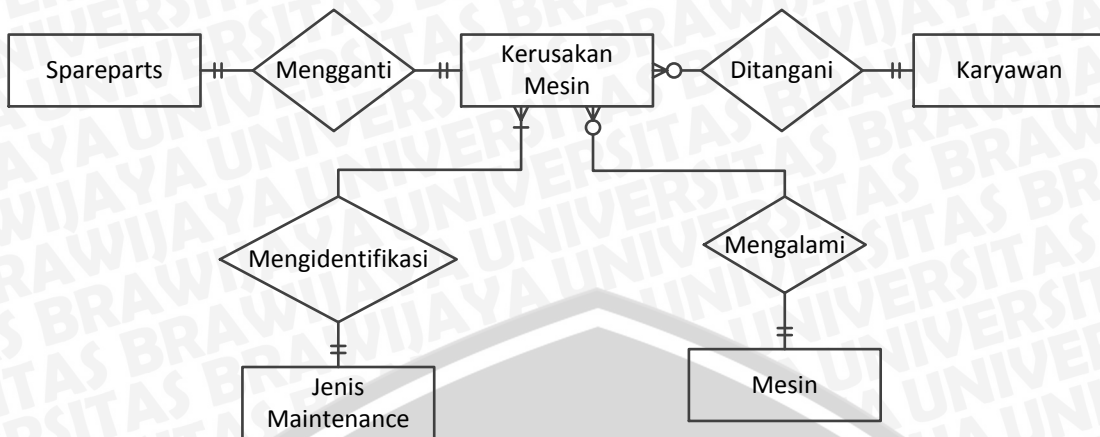 Spareparts
Mengganti
Kerusakan
Mesin
Ditangani
Karyawan
Mengidentifikasi
Mengalami
Jenis
Maintenance
Mesin